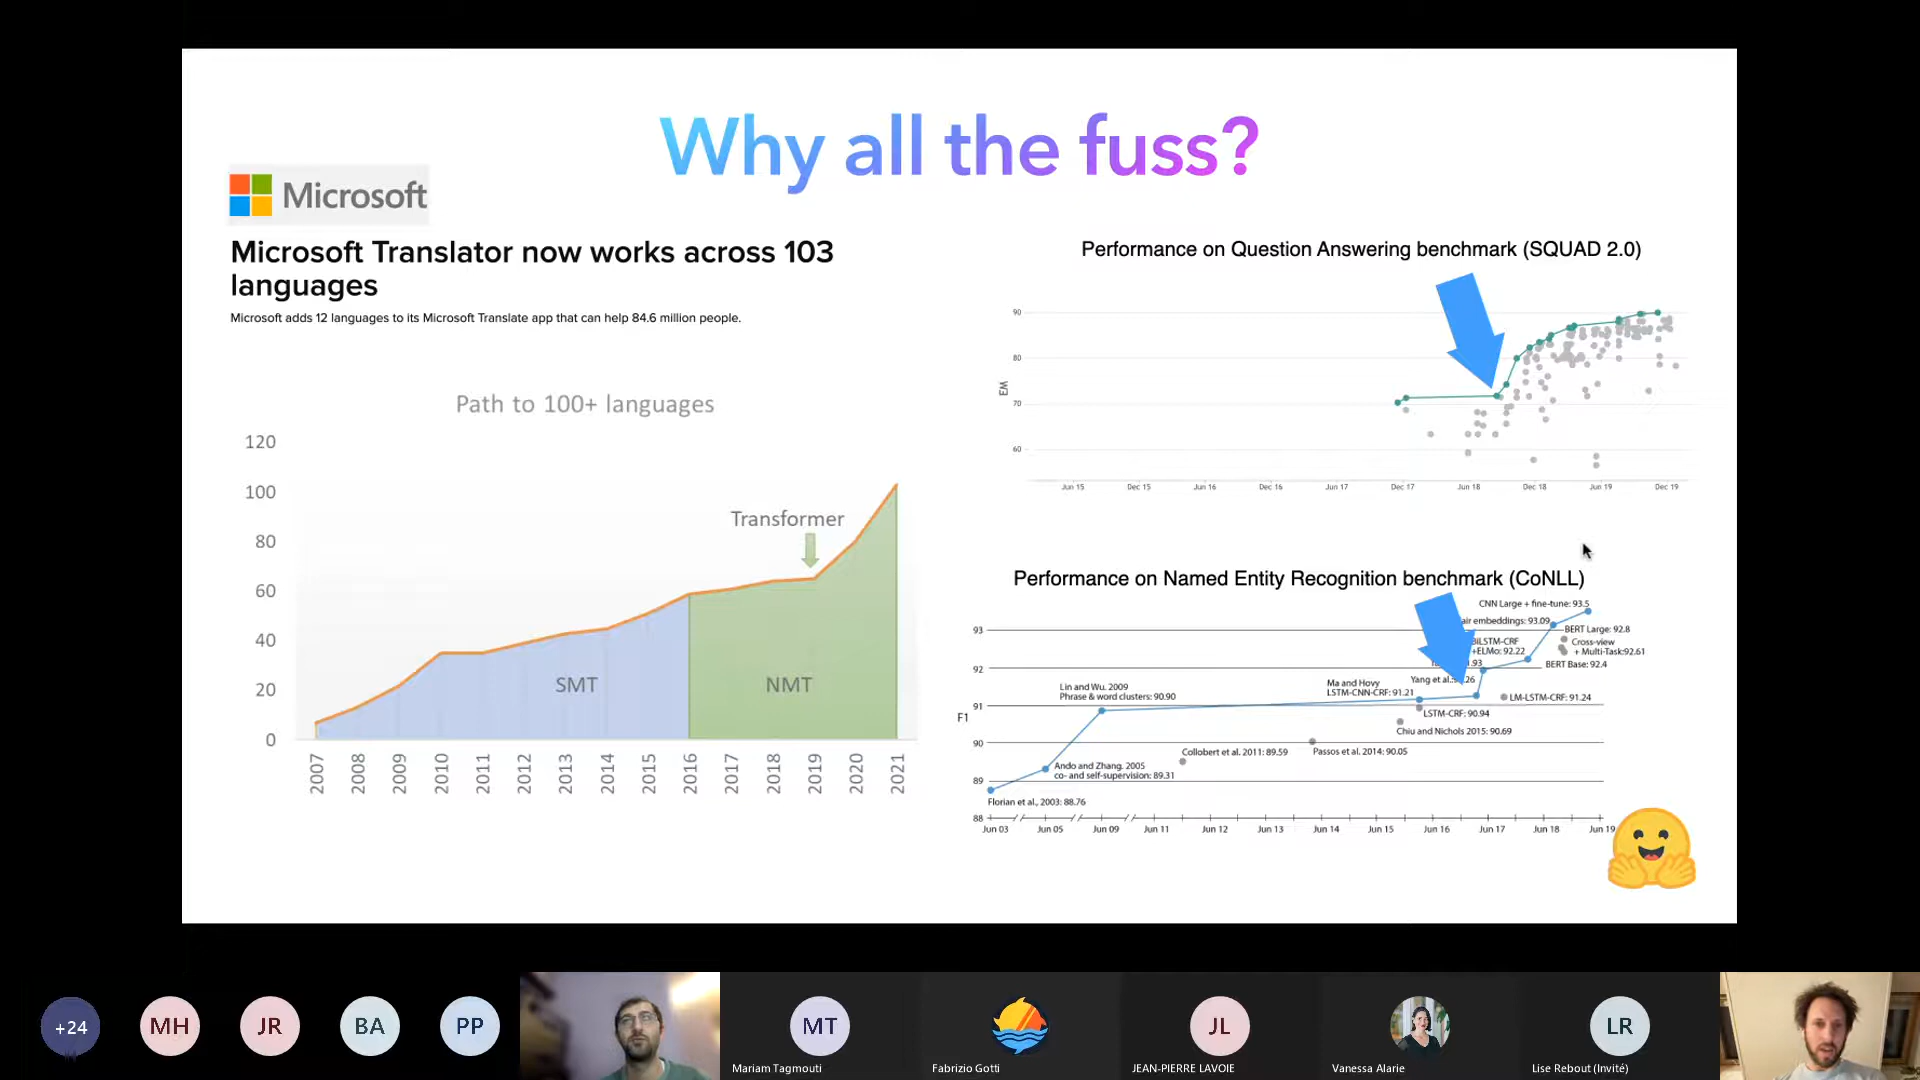 Why all the fuss?
Microsoft
Microsoft Translator now works across 103
languages
Microsoft adds 12 languages to its Microsoft Translate app that can help 84.6 million people.
Path to 100+ languages
120
100
80
60
40
20
0
Transformer
SMT
NMT
2007
2008
2009
2010
2011
2012
2013
2014
2015
2016
2017
2018
2019
2020
2021
Performance on Question Answering benchmark (SQUAD 2.0)
EM
90
80
70
60
Jun 15
Dec 15
Jun 16
Dec 16
Jun 17
Dec 17
Jun 18
Dec 18
Jun 19
Dec 19
Performance on Named Entity Recognition benchmark (CoNLL)
CNN Large + fine-tune: 93.5
embeddings: 93.09
BERT Large: 92.8
BiLSTM-CRF
+ELMo: 92.22
Cross-view
+ Multi-Task:92.61
BERT Base: 92.4
Yang et al.
Ma and Hovy
LSTM-CNN-CRF: 91.21
LM-LSTM-CRF: 91.24
Lin and Wu. 2009
Phrase & word clusters: 90.90
LSTM-CRF: 90.94
Chiu and Nichols 2015: 90.69
Collobert et al. 2011: 89.59
Passos et al. 2014: 90.05
Ando and Zhang. 2005
co- and self-supervision: 89.31
Florian et al., 2003: 88.76
F1
93
92
91
90
89
88
Jun 03
Jun 05
Jun 09
Jun 11
Jun 12
Jun 13
Jun 14
Jun 15
Jun 16
Jun 17
Jun 18
Jun 19
+24
MH
JR
BA
PP
MT
Mariam Tagmouti
Fabrizio Gotti
JL
JEAN-PIERRE LAVOIE
Vanessa Alarie
LR
Lise Rebout (Invité)